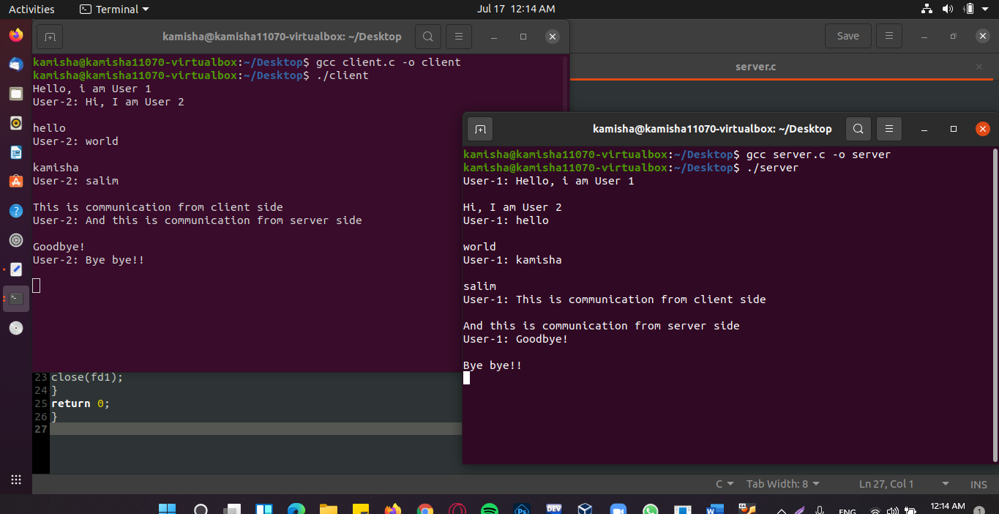 Activities
Terminal
Jul 17 12:14 AM
kamisha@kamisha11070-virtualbox: ~/Desktop
Save
server.c
kamisha@kamisha11070-virtualbox:~/Desktop$ gcc client.c -o client
kamisha@kamisha11070-virtualbox:~/Desktop$ ./client
Hello, i am User 1
User-2: Hi, I am User 2
hello
User-2: world
kamisha
User-2: salim
This is communication from client side
User-2: And this is communication from server side
Goodbye!
User-2: Bye bye!!
kamisha@kamisha11070-virtualbox: ~/Desktop
kamisha@kamisha11070-virtualbox:~/Desktop$ gcc server.c -o server
kamisha@kamisha11070-virtualbox:~/Desktop$ ./server
User-1: Hello, i am User 1
Hi, I am User 2
User-1: hello
world
User-1: kamisha
salim
User-1: This is communication from client side
And this is communication from server side
User-1: Goodbye!
Bye bye!!
23 close(fd1);
24 }
25 return 0;
26 }
27
C
Tab Width: 8
Ln 27, Col 1
INS
Ps
DEV
W
ENG
12:14 AM
1